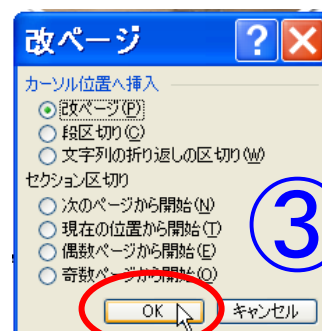 改ページ
カーソル位置へ挿入
改ページ(P)
段区切り(C)
文字列の折り返しの区切り(W)
セクション区切り
次のページから開始(N)
現在の位置から開始(T)
偶数ページから開始(E)
奇数ページから開始(O)
③
OK キャンセル